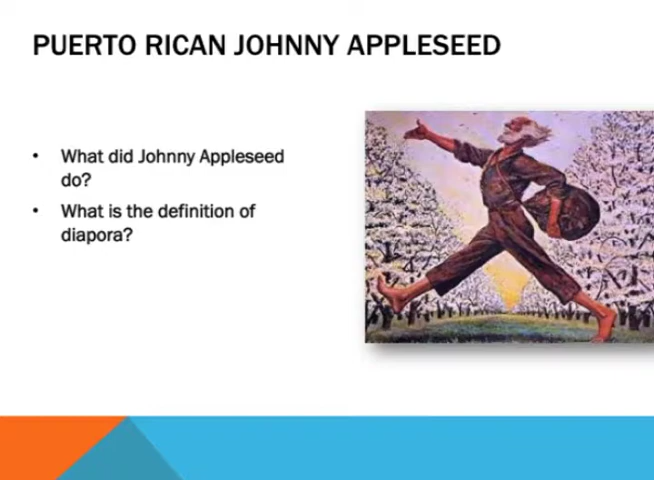 PUERTO RICAN JOHNNY APPLESEED
• What did Johnny Appleseed
do?
• What is the definition of
diapora?